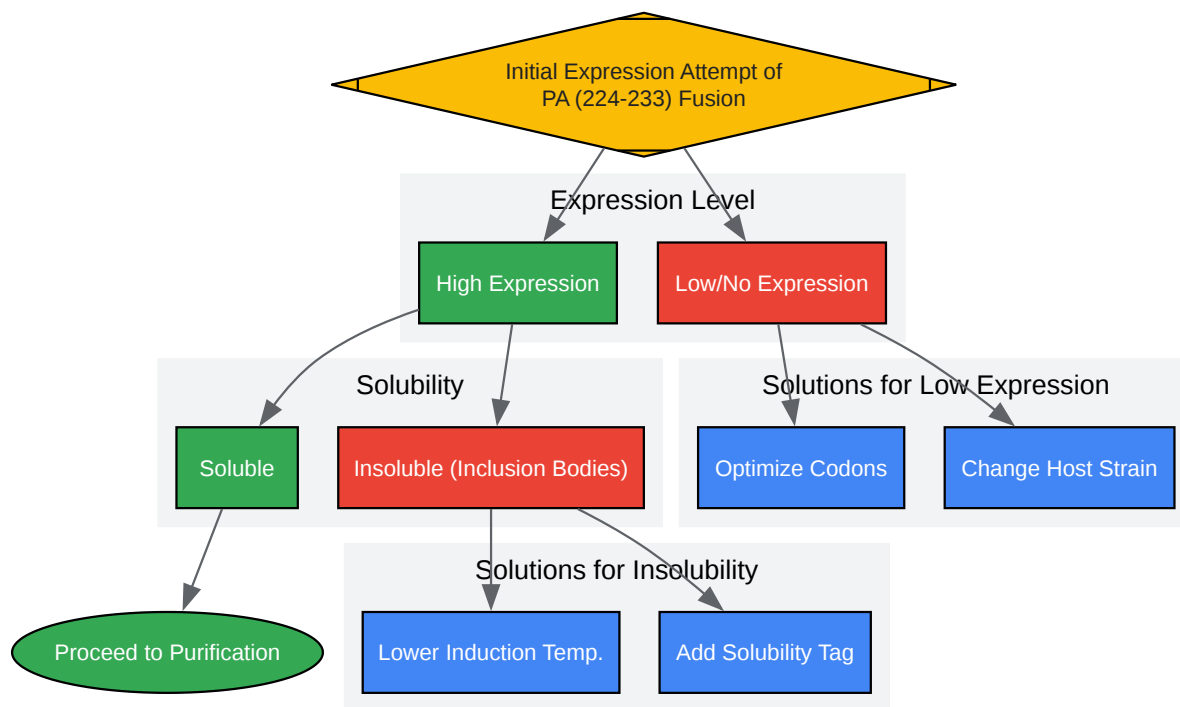 Initial Expression Attempt of
PA (224-233) Fusion
Expression Level
High Expression
Low/No Expression
Solubility
Solutions for Low Expression
Soluble
Insoluble (Inclusion Bodies)
Optimize Codons
Change Host Strain
Solutions for Insolubility
Proceed to Purification
Lower Induction Temp.
Add Solubility Tag